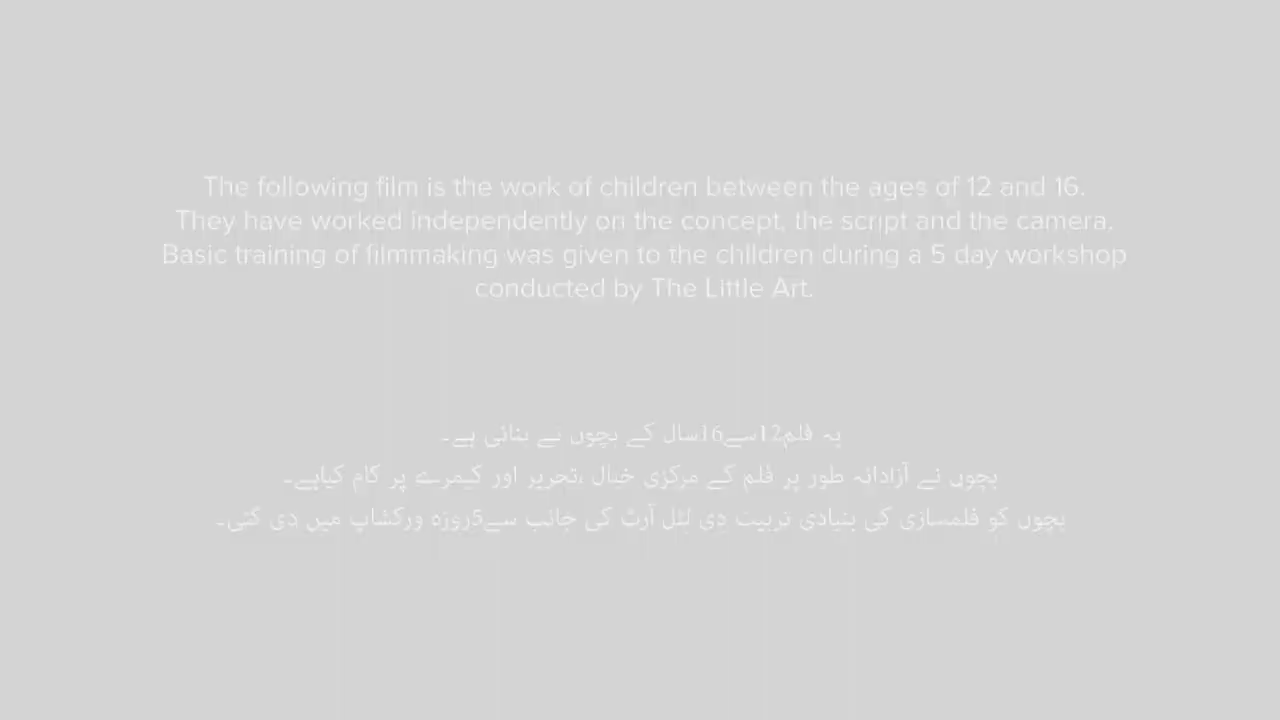 The following film is the work of children between the ages of 12 and 16.
They have worked independently on the concept, the script and the camera.
Basic training of filmmaking was given to the children during a 5 day workshop
conducted by The Little Art.
یہ فلم12سے16سال کے بچوں نے بنائی ہے۔
بچوں نے آزادانہ طور پر فلم کے مرکزی خیال ،تحریر اور کیمرے پر کام کیاہے۔
بچوں کو فلمسازی کی بنیادی تربیت دی لٹل آرٹ کی جانب سے5روزہ ورکشاپ میں دی گئی۔